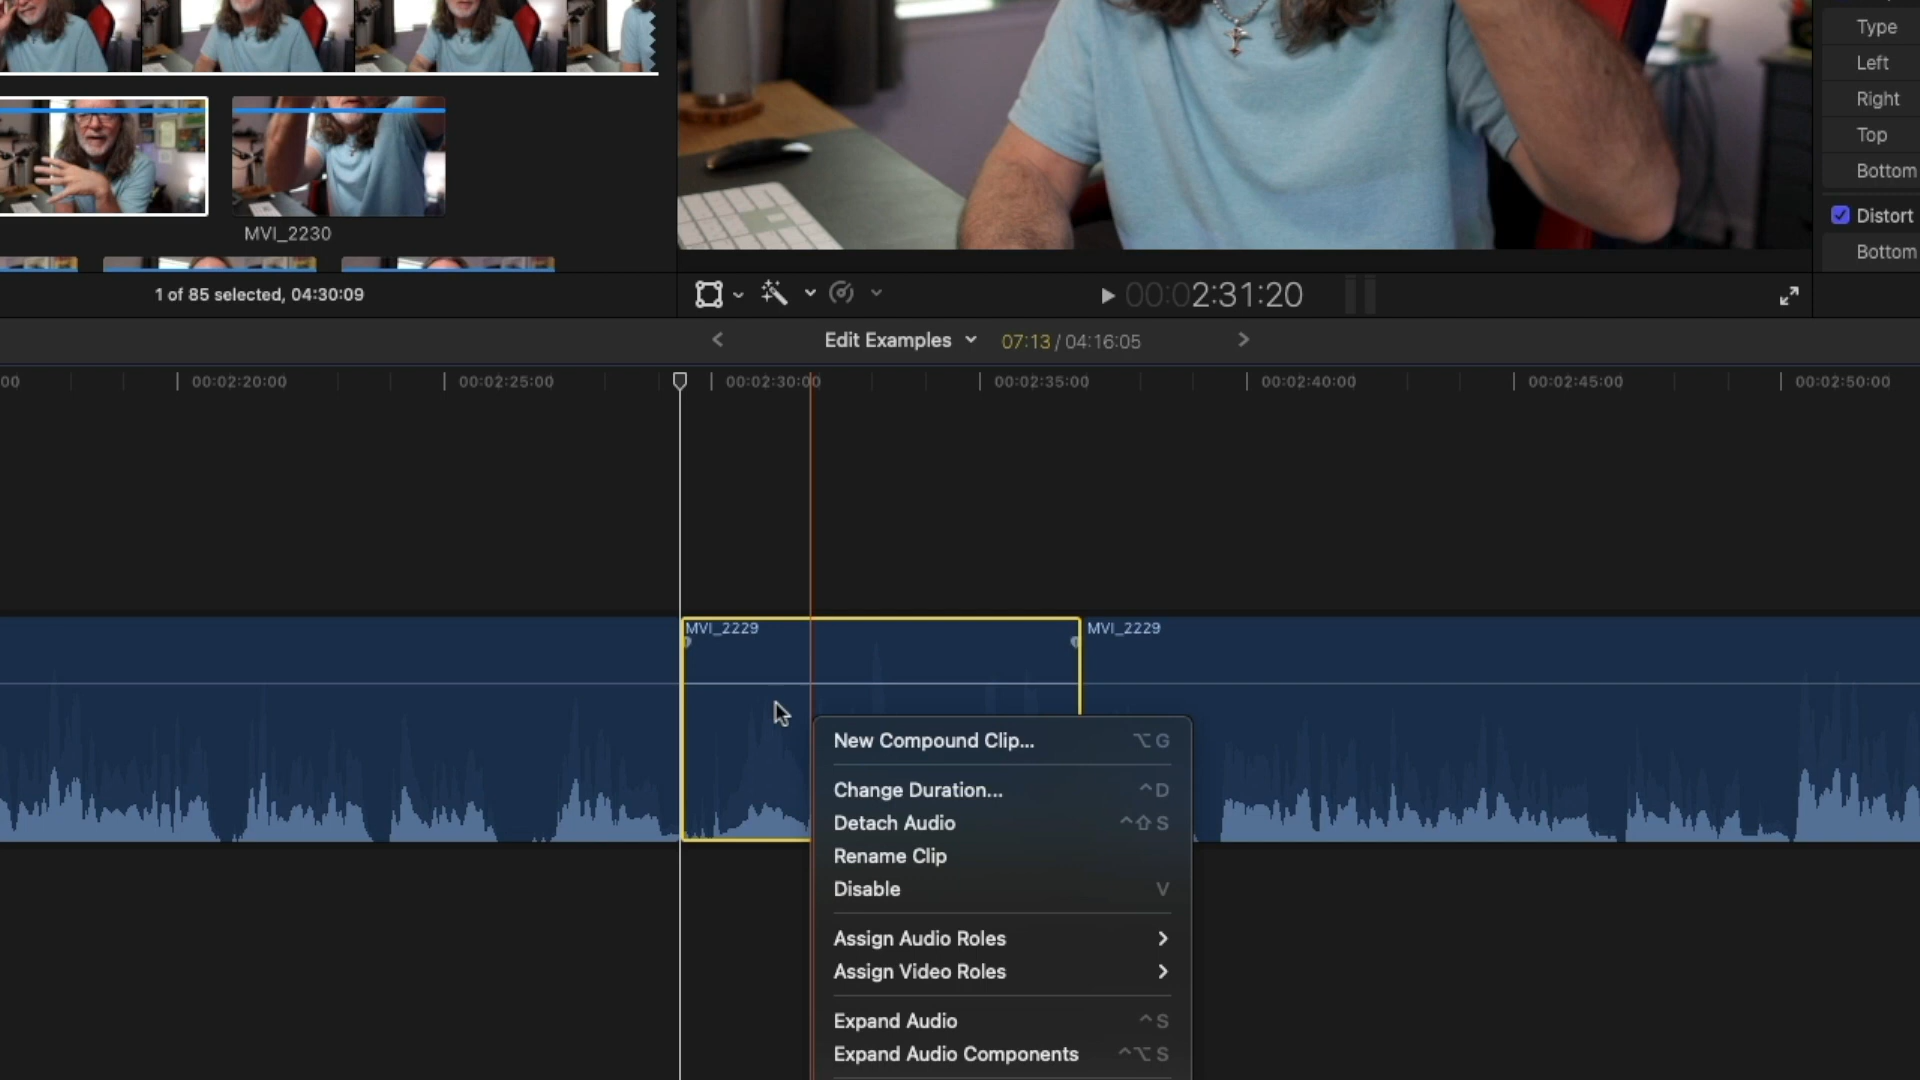 Type
Left
Right
Top
Bottom
Distort
Bottom
MVI_2230
1 of 85 selected, 04:30:09
00:02:31:20
Edit Examples
07:13 / 04:16:05
00
00:02:20:00
00:02:25:00
00:02:30:00
00:02:35:00
00:02:40:00
00:02:45:00
00:02:50:00
MVI_2229
MVI_2229
New Compound Clip... ⌥ G
Change Duration... ^ D
Detach Audio ^ ⇧ S
Rename Clip
Disable V
Assign Audio Roles
Assign Video Roles
Expand Audio ^ S
Expand Audio Components ^ ⌥ S